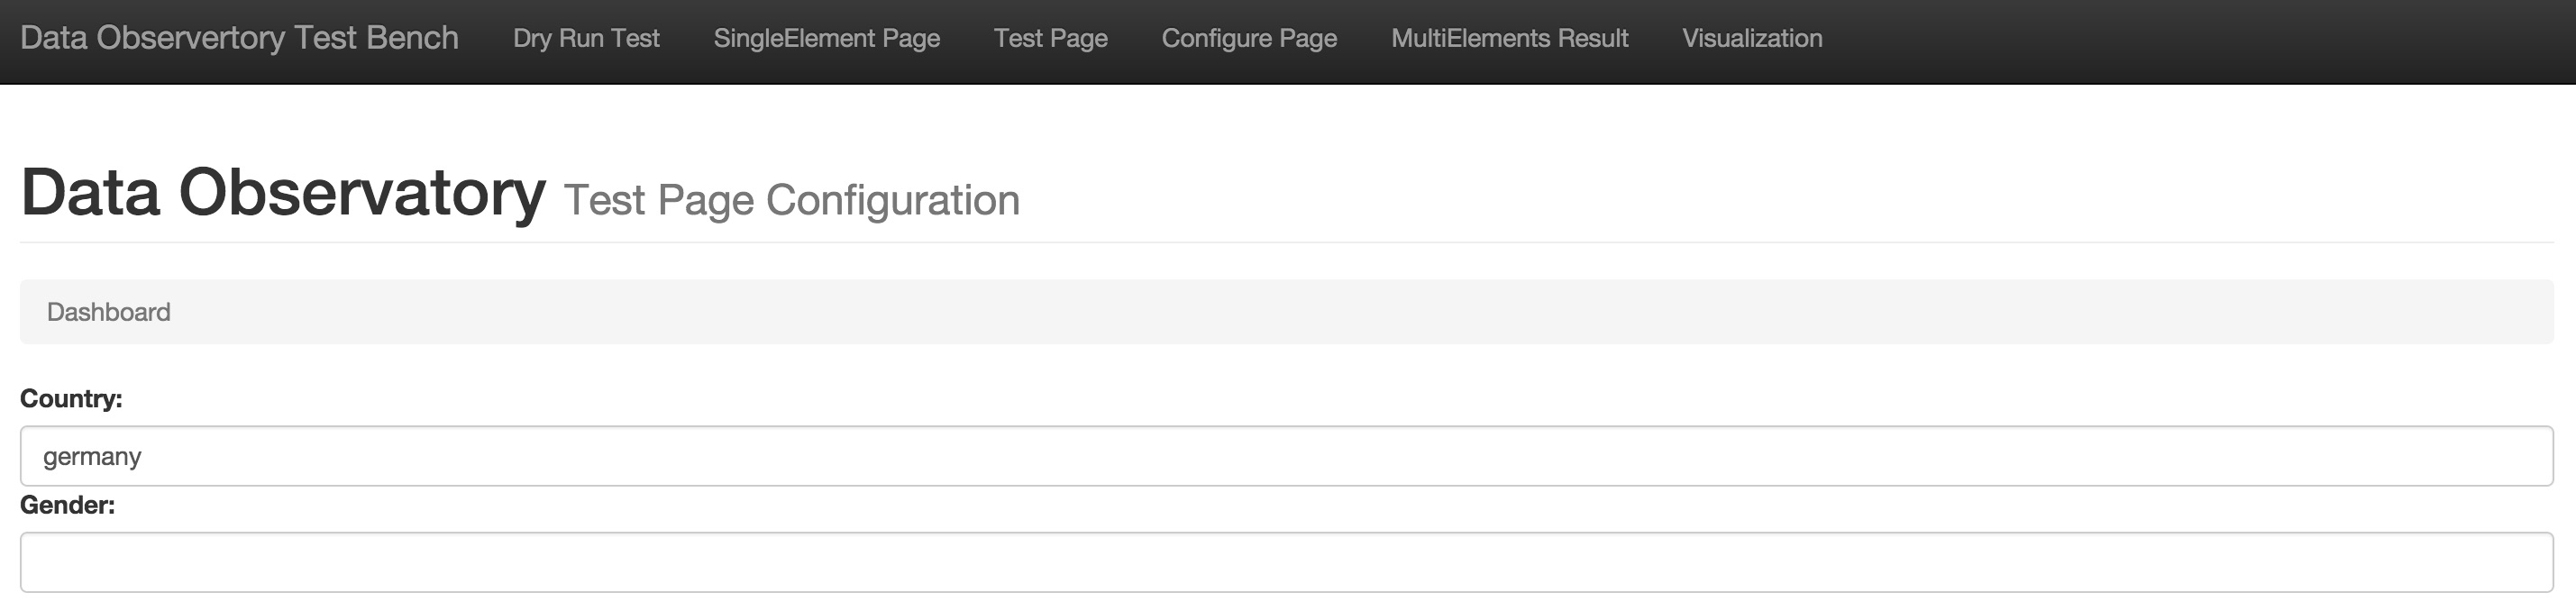 Data Observertory Test Bench Dry Run Test SingleElement Page Test Page Configure Page MultiElements Result Visualization
Data Observatory Test Page Configuration
Dashboard
Country:
germany
Gender: